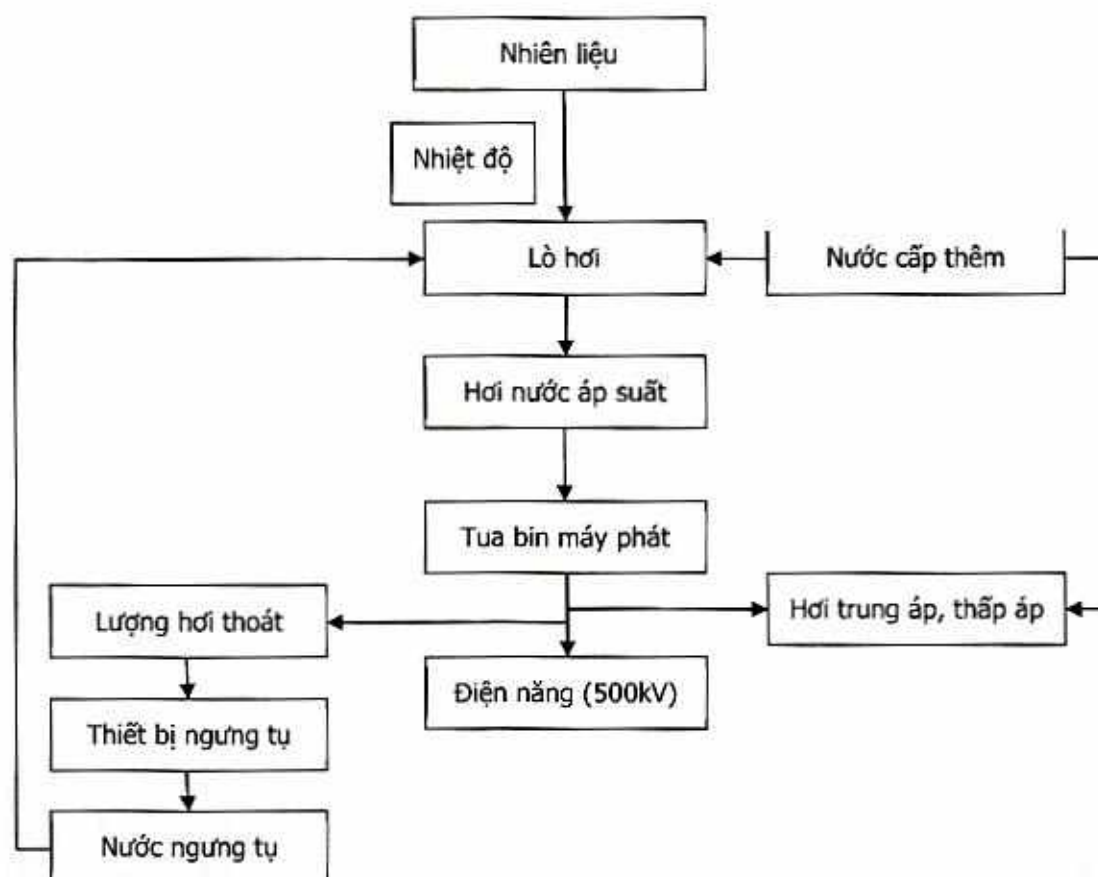 Nhiên liệu
Nhiệt độ
Lò hơi
Nước cấp thêm
Hơi nước áp suất
Tua bin máy phát
Lượng hơi thoát
Hơi trung áp, thấp áp
Điện năng (500kV)
Thiết bị ngưng tụ
Nước ngưng tụ